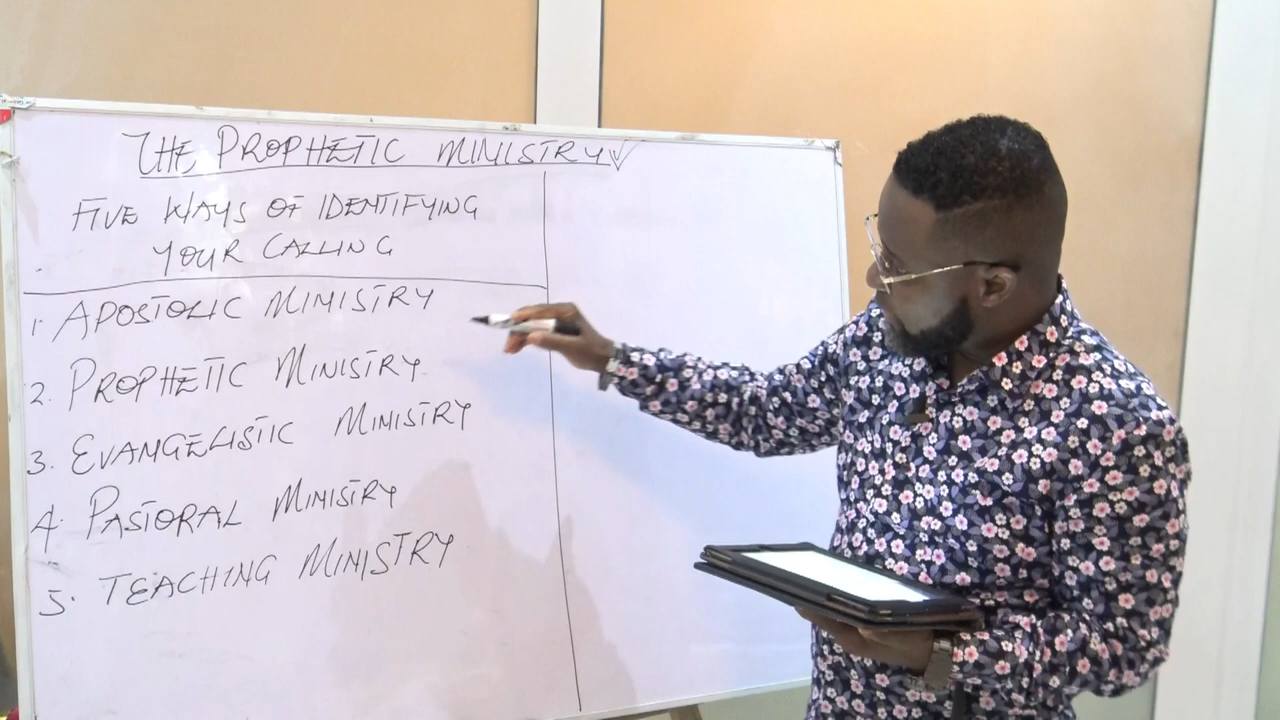 THE PROPHETIC MINISTRY
FIVE WAYS OF IDENTIFYING
YOUR CALLING
1. APOSTOLIC MINISTRY
2. PROPHETIC MINISTRY
3. EVANGELISTIC MINISTRY
4. PASTORAL MINISTRY
5. TEACHING MINISTRY